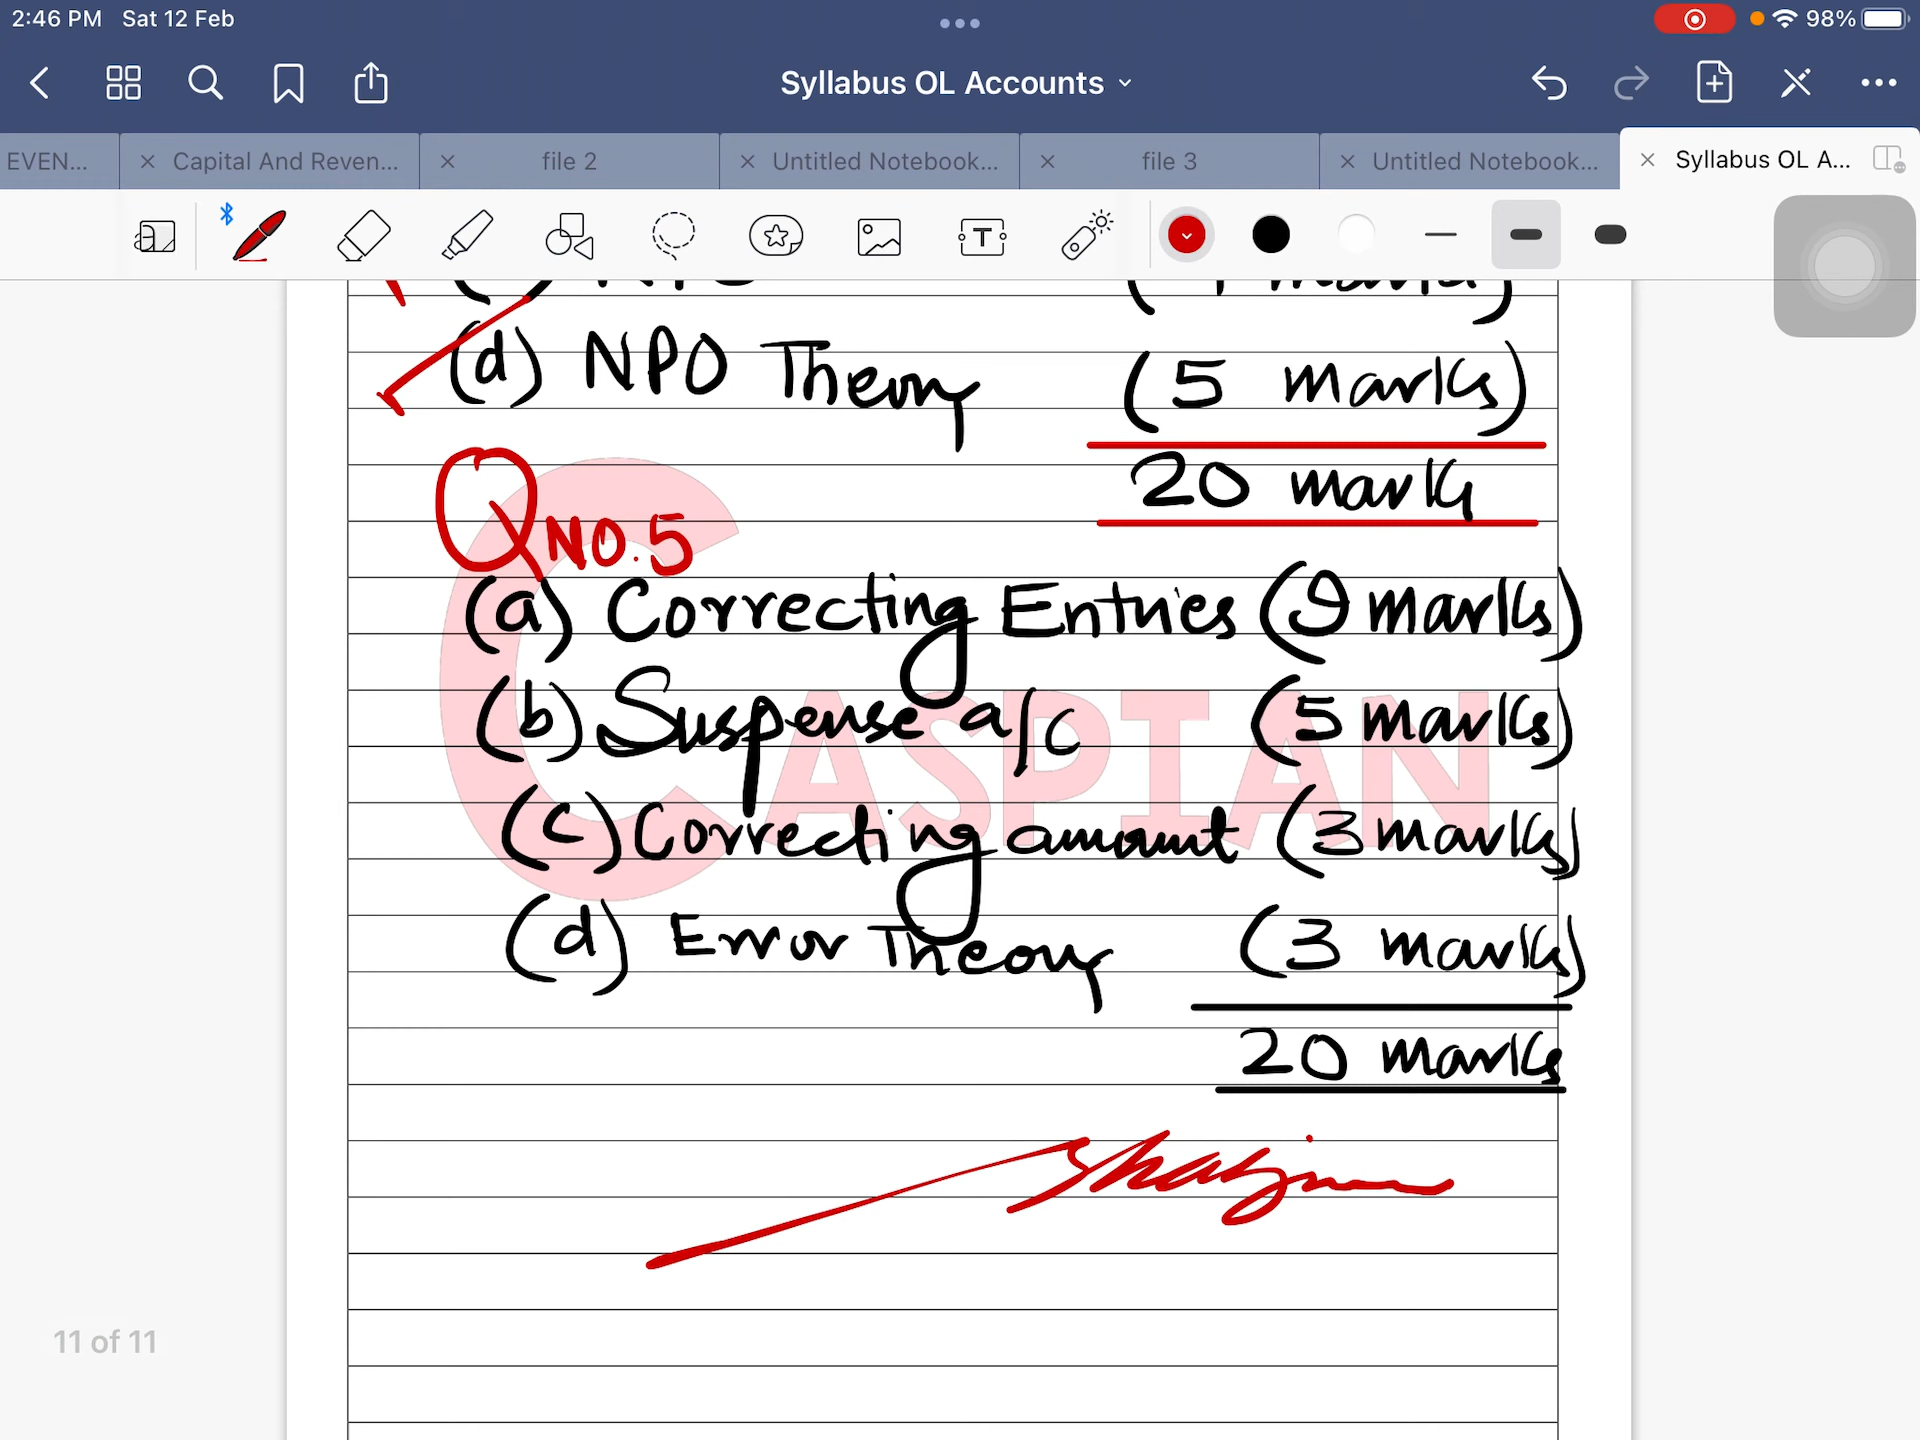 2:46 PM Sat 12 Feb
98%
Syllabus OL Accounts
EVEN...
Capital And Reven...
file 2
Untitled Notebook...
file 3
Untitled Notebook...
Syllabus OL A...
(d) NPO Theory (5 marks)
20 marks
Q NO.5
(a) Correcting Entries (9 marks)
(b) Suspense a/c (5 marks)
CASPIAN
(c) Correcting amount (3 marks)
(d) Error Theory (3 marks)
20 marks
11 of 11